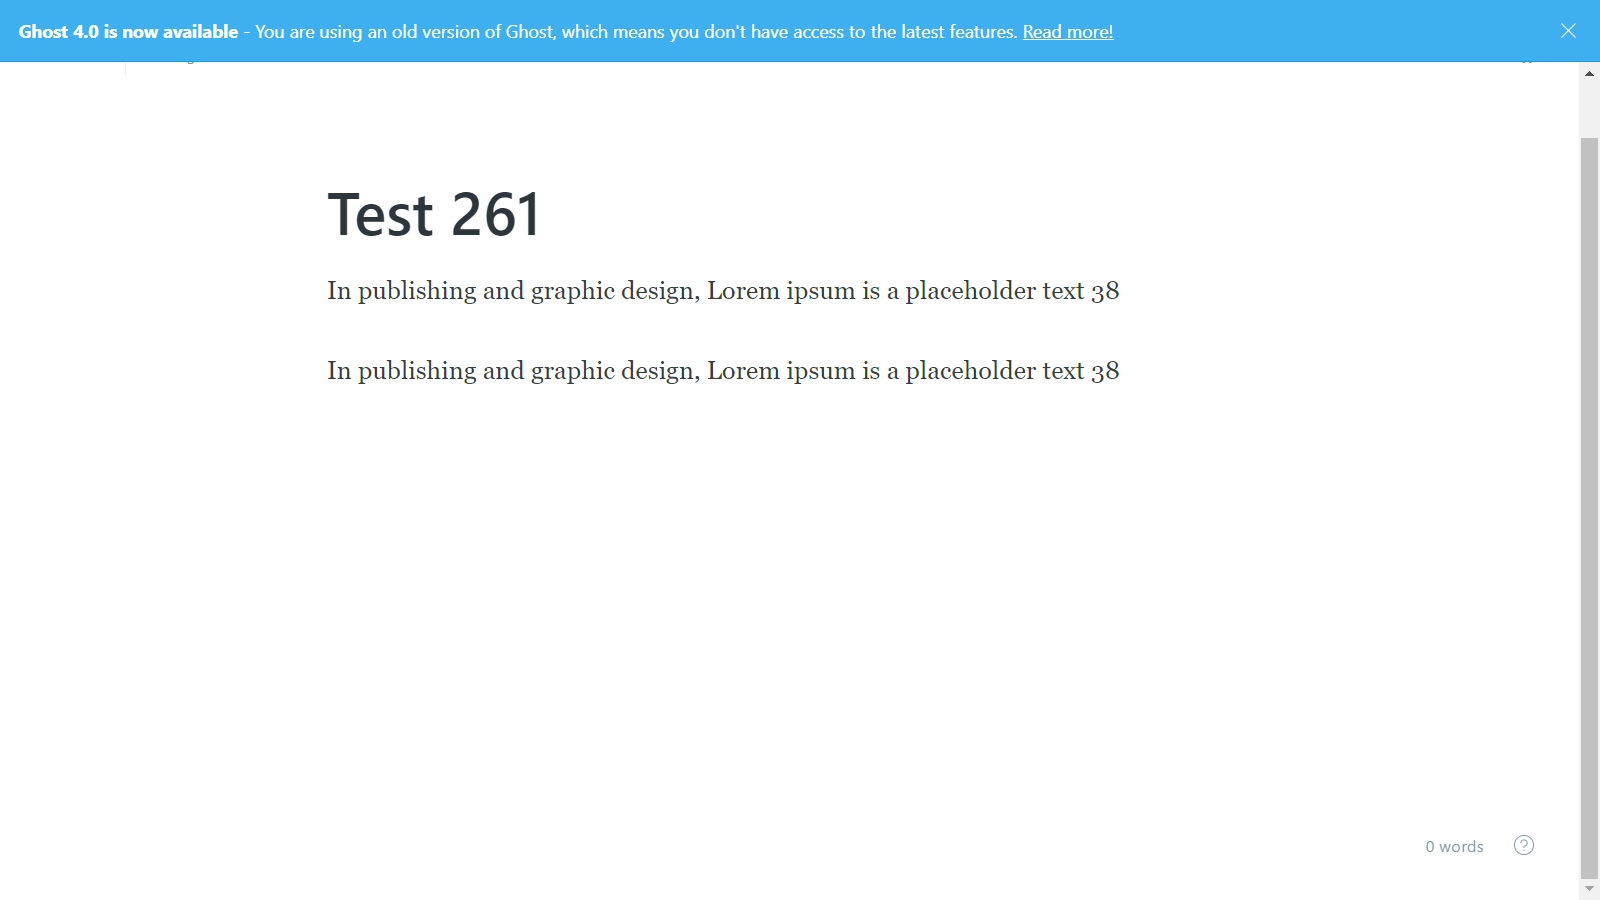 Ghost 4.0 is now available - You are using an old version of Ghost, which means you don't have access to the latest features. Read more!
Test 261
In publishing and graphic design, Lorem ipsum is a placeholder text 38
In publishing and graphic design, Lorem ipsum is a placeholder text 38
0 words